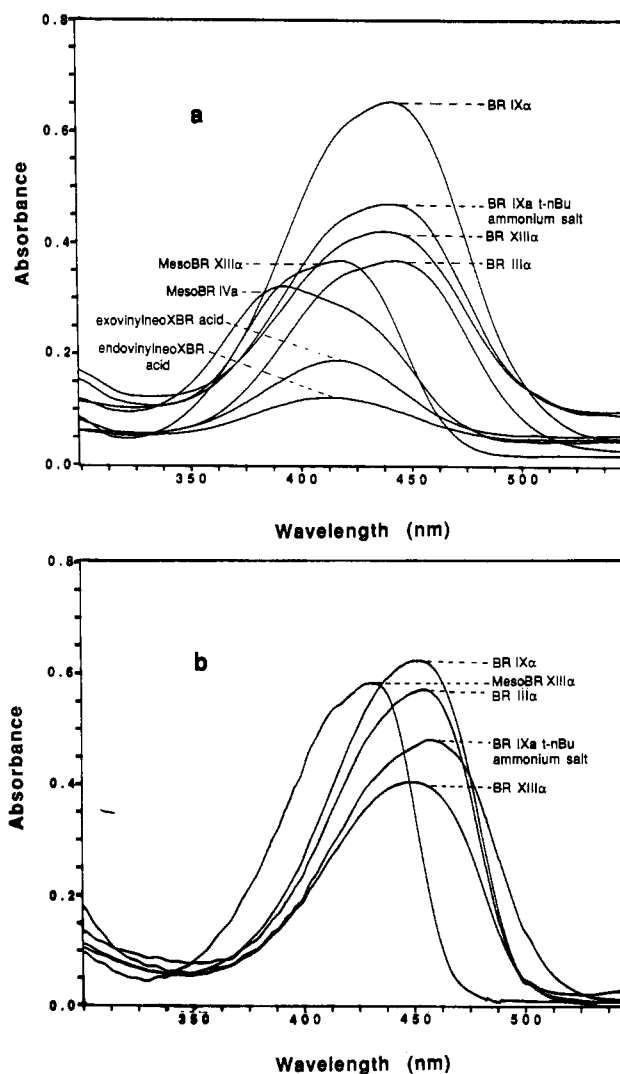 0.8
a
BR IXα
0.6
BR IXa t-nBu
ammonium salt
BR XIIIα
BR IIIα
0.4
MesoBR XIIIα
MesoBR IVa
exovinylneoXBR acid
endovinylneoXBR
acid
0.2
0.0
350
400
450
500
Absorbance
Wavelength (nm)
0.8
b
BR IXα
MesoBR XIIIα
BR IIIα
0.6
BR IXa t-nBu
ammonium salt
BR XIIIα
0.4
0.2
0.0
350
400
450
500
Absorbance
Wavelength (nm)